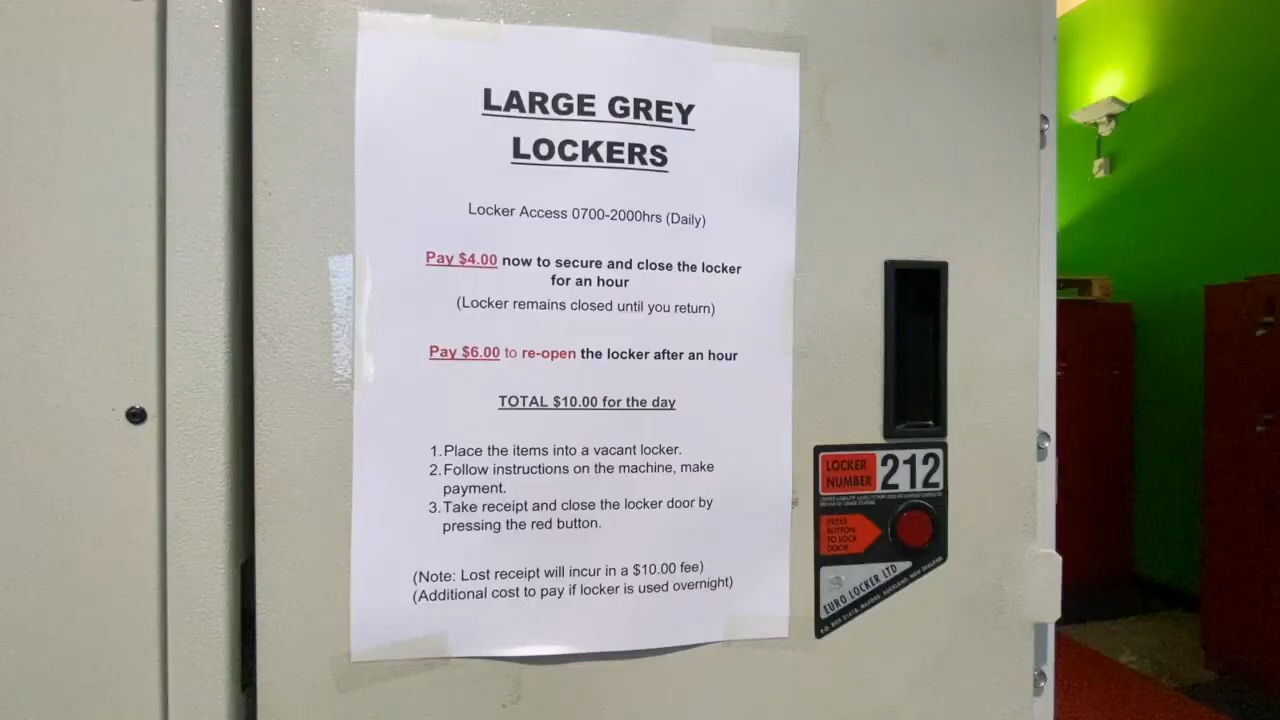 LARGE GREY
LOCKERS
Locker Access 0700-2000hrs (Daily)
Pay $4.00 now to secure and close the locker
for an hour
(Locker remains closed until you return)
Pay $6.00 to re-open the locker after an hour
TOTAL $10.00 for the day
1. Place the items into a vacant locker.
2. Follow instructions on the machine, make
payment.
3. Take receipt and close the locker door by
pressing the red button.
(Note: Lost receipt will incur in a $10.00 fee)
(Additional cost to pay if locker is used overnight)
LOCKER
NUMBER
212
PRESS
BUTTON
TO LOCK
DOOR
EURO LOCKER LTD
AUCKLAND, NEW ZEALAND